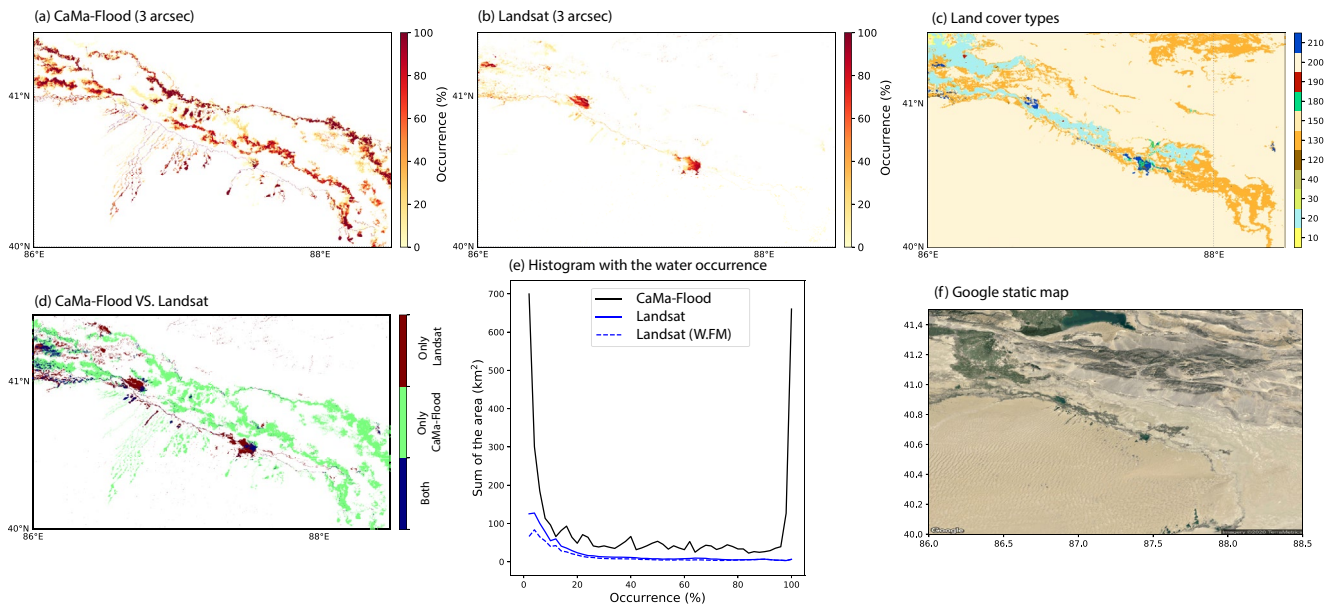 (a) CaMa-Flood (3 arcsec)
41°N
40°N
86°E
88°E
100
80
60
40
20
0
Occurrence (%)
(b) Landsat (3 arcsec)
41°N
40°N
86°E
88°E
100
80
60
40
20
0
Occurrence (%)
(c) Land cover types
41°N
40°N
86°E
88°E
210
200
190
180
150
130
120
40
30
20
10
(d) CaMa-Flood VS. Landsat
41°N
40°N
86°E
88°E
Only
Landsat
Only
CaMa-Flood
Both
(e) Histogram with the water occurrence
CaMa-Flood
Landsat
Landsat (W.FM)
Sum of the area (km²)
700
600
500
400
300
200
100
0
0
20
40
60
80
100
Occurrence (%)
(f) Google static map
41.4
41.2
41.0
40.8
40.6
40.4
40.2
40.0
86.0
86.5
87.0
87.5
88.0
88.5
Google